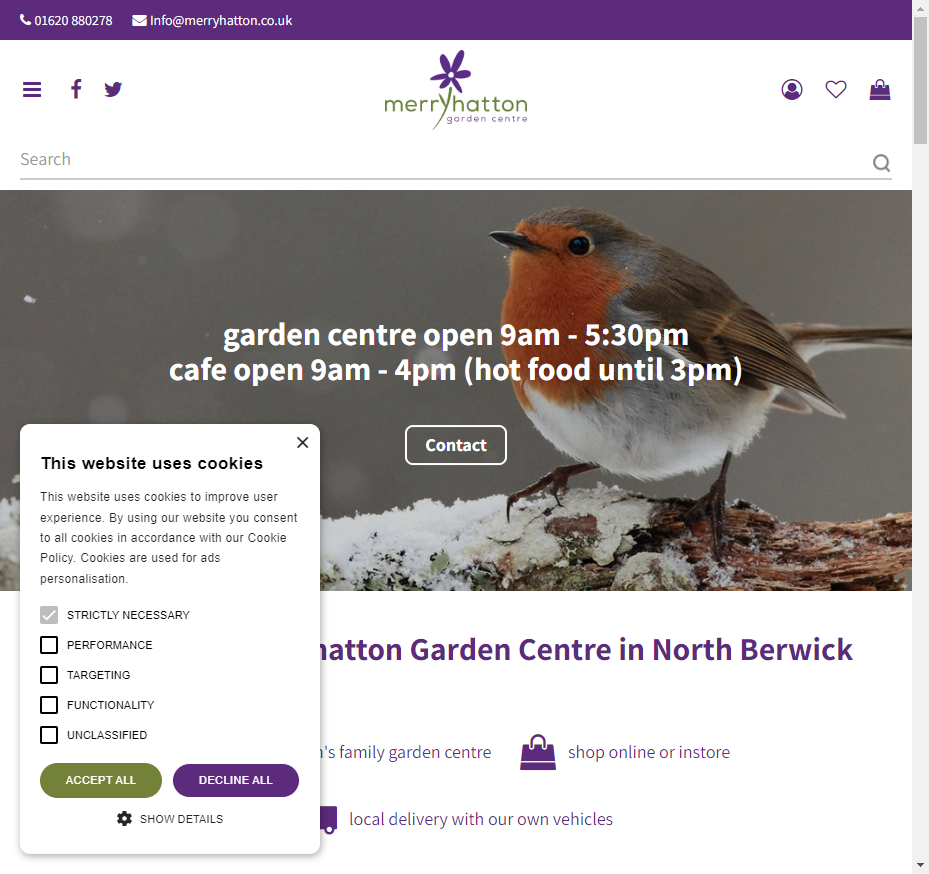 01620 880278 Info@merryhatton.co.uk
merryhatton
garden centre
Search
garden centre open 9am - 5:30pm
cafe open 9am - 4pm (hot food until 3pm)
Contact
×
This website uses cookies
This website uses cookies to improve user
experience. By using our website you consent
to all cookies in accordance with our Cookie
Policy. Cookies are used for ads
personalisation.
STRICTLY NECESSARY
PERFORMANCE
TARGETING
FUNCTIONALITY
UNCLASSIFIED
ACCEPT ALL DECLINE ALL
SHOW DETAILS
hatton Garden Centre in North Berwick
's family garden centre shop online or instore
local delivery with our own vehicles